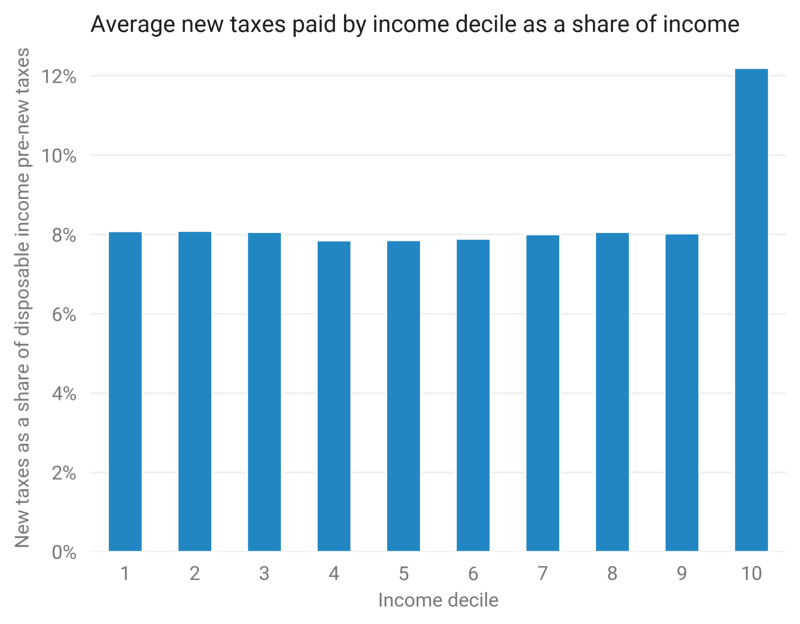 Average new taxes paid by income decile as a share of income
New taxes as a share of disposable income pre-new taxes
12%
10%
8%
6%
4%
2%
0%
1 2 3 4 5 6 7 8 9 10
Income decile